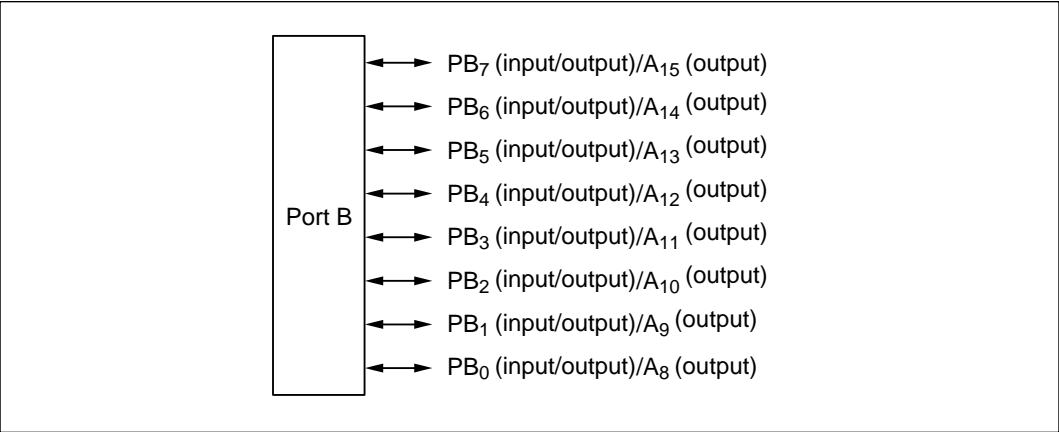 PB7 (input/output)/A15 (output)
PB6 (input/output)/A14 (output)
PB5 (input/output)/A13 (output)
PB4 (input/output)/A12 (output)
Port B
PB3 (input/output)/A11 (output)
PB2 (input/output)/A10 (output)
PB1 (input/output)/A9 (output)
PB0 (input/output)/A8 (output)